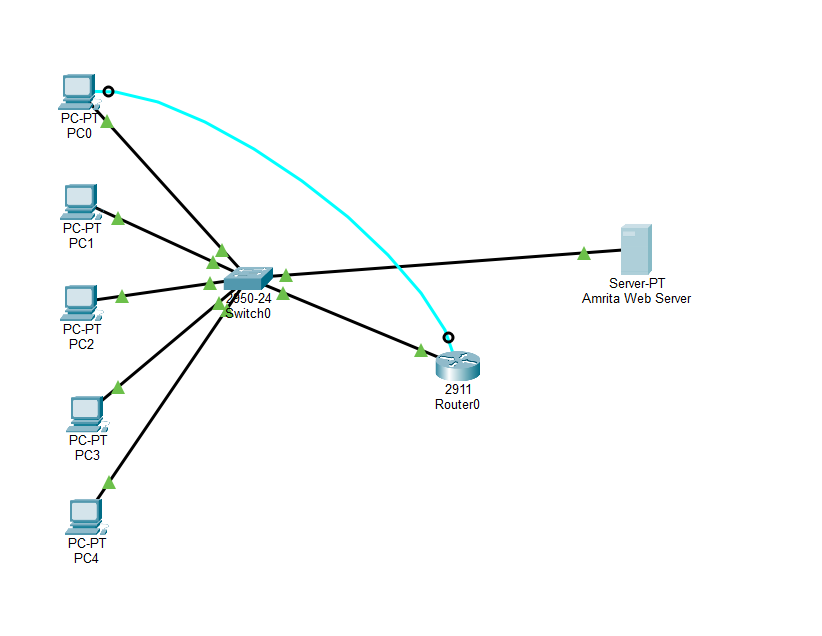 PC-PT
PC0
PC-PT
PC1
PC-PT
PC2
PC-PT
PC3
PC-PT
PC4
2950-24
Switch0
2911
Router0
Server-PT
Amrita Web Server